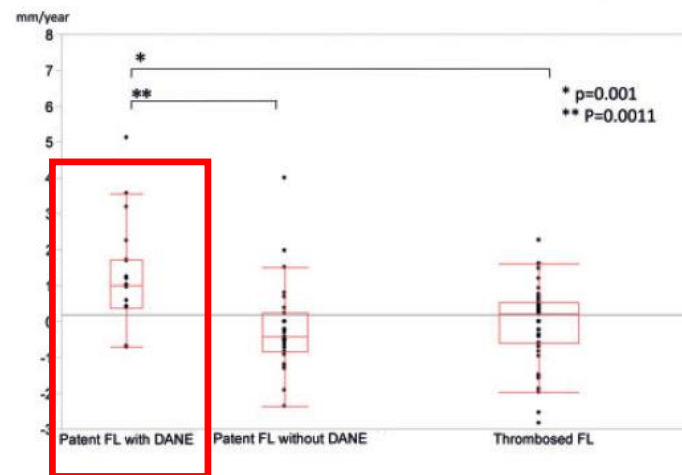 mm/year
8
7
6
5
4
3
2
1
0
-1
-2
-3
*
**
* p=0.001
** P=0.0011
Patent FL with DANE
Patent FL without DANE
Thrombosed FL